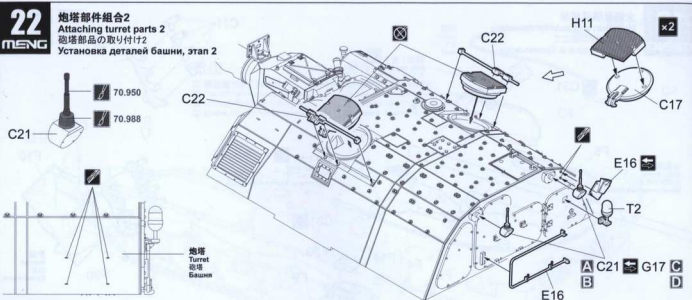 22
MENG
炮塔部件組合2
Attaching turret parts 2
砲塔部品の取り付け2
Установка деталей башни, этап 2
C22
H11
x2
C17
70.950
70.988
C21
C22
E16
T2
炮塔
Turret
砲塔
Башня
A C21 G17 C
B D
E16